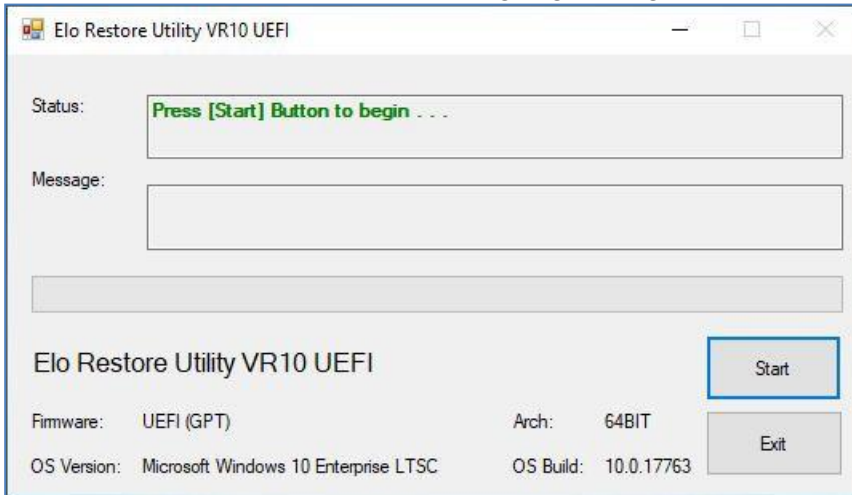 Elo Restore Utility VR10 UEFI
Status:
Press [Start] Button to begin . . .
Message:
Elo Restore Utility VR10 UEFI
Start
Firmware: UEFI (GPT) Arch: 64BIT
Exit
OS Version: Microsoft Windows 10 Enterprise LTSC OS Build: 10.0.17763